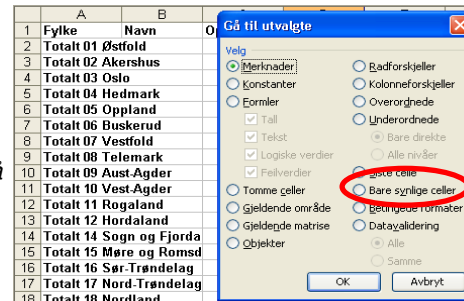 A B
Gå til utvalgte
1 Fylke Navn
2 Totalt 01 Østfold
3 Totalt 02 Akershus
4 Totalt 03 Oslo
5 Totalt 04 Hedmark
6 Totalt 05 Oppland
7 Totalt 06 Buskerud
8 Totalt 07 Vestfold
9 Totalt 08 Telemark
10 Totalt 09 Aust-Agder
11 Totalt 10 Vest-Agder
12 Totalt 11 Rogaland
13 Totalt 12 Hordaland
14 Totalt 14 Sogn og Fjorda
15 Totalt 15 Møre og Romsd
16 Totalt 16 Sør-Trøndelag
17 Totalt 17 Nord-Trøndelag
18 Totalt 18 Nordland
Velg
Merknader
Konstanter
Formler
Tall
Tekst
Logiske verdier
Feilverdier
Tomme celler
Gjeldende område
Gjeldende matrise
Objekter
Radforskjeller
Kolonneforskjeller
Overordnede
Underordnede
Bare direkte
Alle nivåer
Siste celle
Bare synlige celler
Betingede formater
Datavalidering
Alle
Samme
OK Avbryt